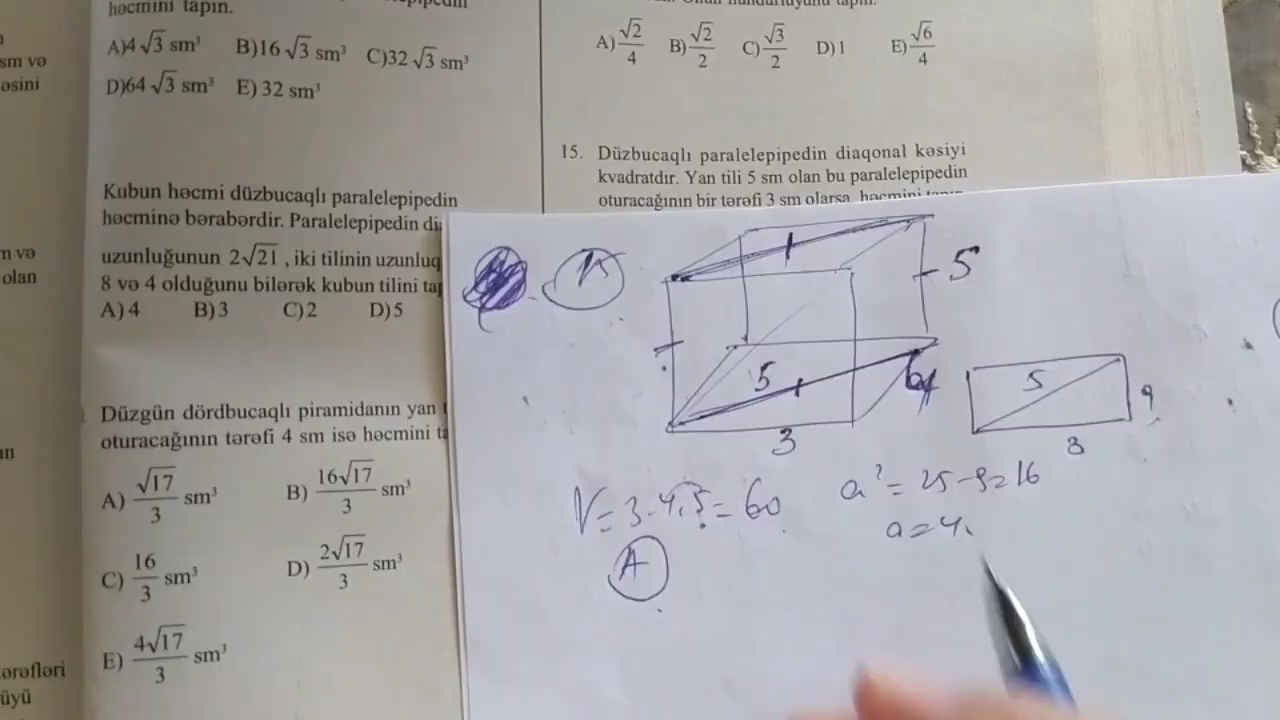 həcmini tapın.
A)4√3 sm³ B)16√3 sm³ C)32√3 sm³
D)64√3 sm³ E) 32 sm³
Kubun həcmi düzbucaqlı paralelepipedin
həcminə bərabərdir. Paralelepipedin
uzunluğunun 2√21, iki tilinin
8 və 4 olduğunu bilərək kubun tilini
A) 4 B) 3 C) 2 D) 5
Düzgün dördbucaqlı piramidanın yan
oturacağının tərəfi 4 sm isə həcmini
A) √17/3 sm³ B) 16√17/3 sm³
C) 16/3 sm³ D) 2√17/3 sm³
E) 4√17/3 sm³
sm və
olan
üyü
A) √2/4 B) √2/2 C) √3/2 D) 1 E) √6/4
15. Düzbucaqlı paralelepipedin diaqonal kəsiyi
kvadratdır. Yan tili 5 sm olan bu paralelepipedin
oturacağının bir tərəfi 3 sm olarsa, həcmini
15
5
5
3
5
a
3
V = 3·4·5 = 60
a² = 25-9=16
a=4
A